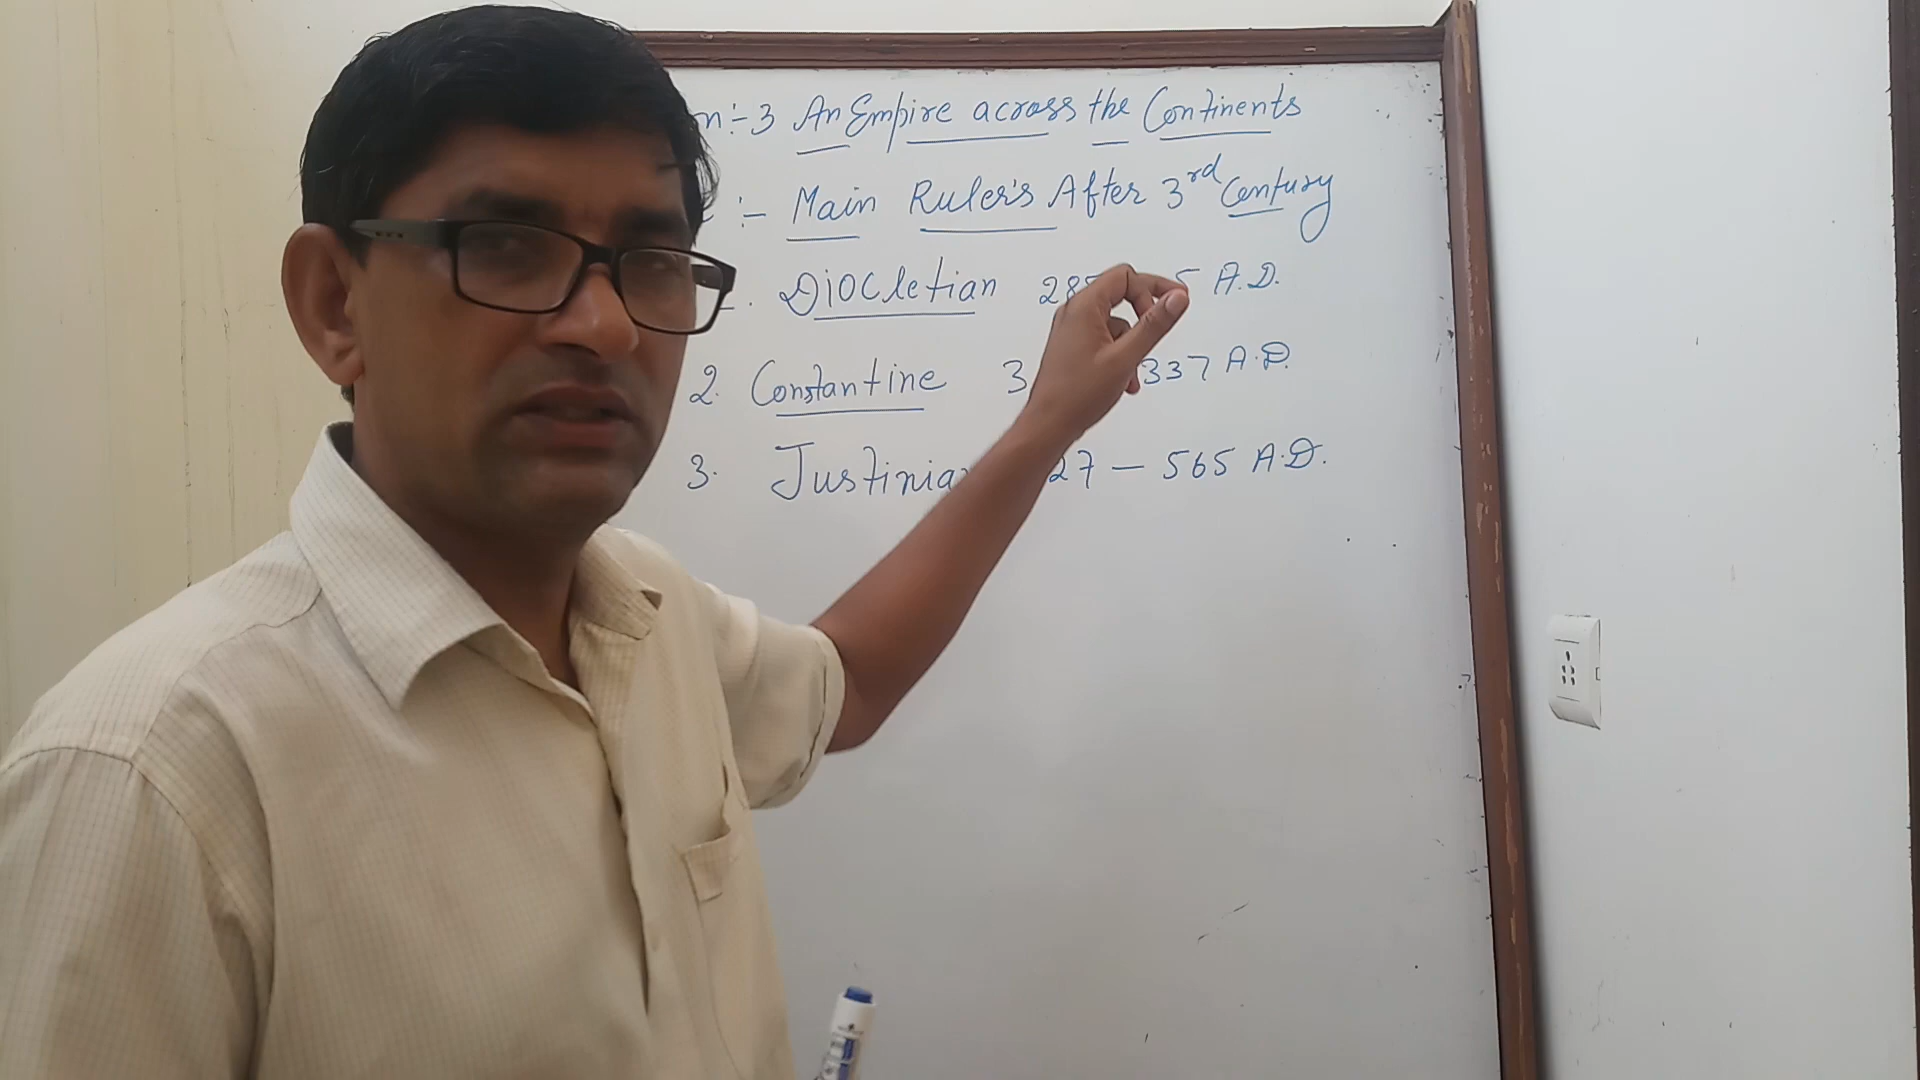 n:- 3 An Empire across the Continents
:- Main Ruler's After 3rd Century
. Diocletian 28 5 A.D.
2. Constantine 3 337 A.D.
3. Justinia 27 — 565 A.D.